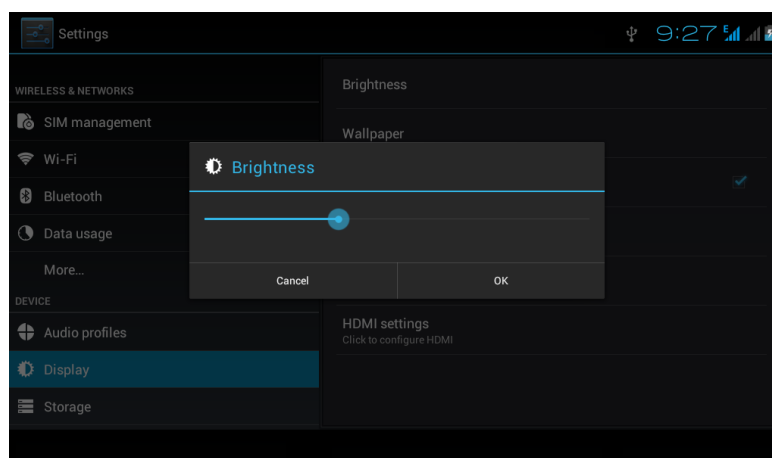 Settings
9:27
E
WIRELESS & NETWORKS
SIM management
Wi-Fi
Bluetooth
Data usage
More...
DEVICE
Audio profiles
Display
Storage
Brightness
Wallpaper
HDMI settings
Click to configure HDMI
Brightness
Cancel
OK